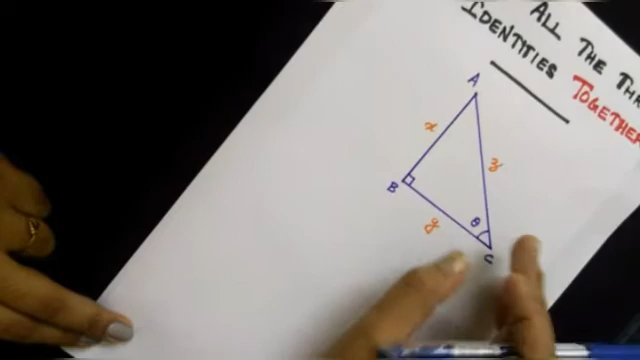 ALL THE
IDENTITIES TOGETHER
A
x
z
B
y
θ
C